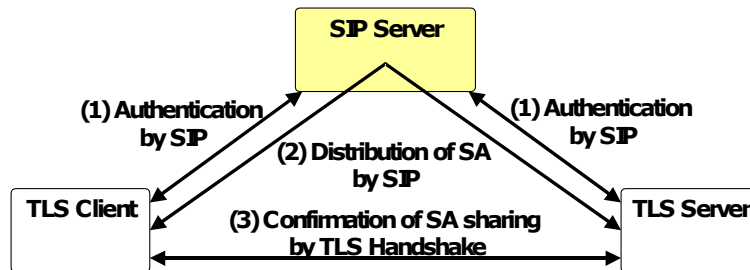 SIP Server
(1) Authentication
by SIP
(1) Authentication
by SIP
(2) Distribution of SA
by SIP
TLS Client
TLS Server
(3) Confirmation of SA sharing
by TLS Handshake